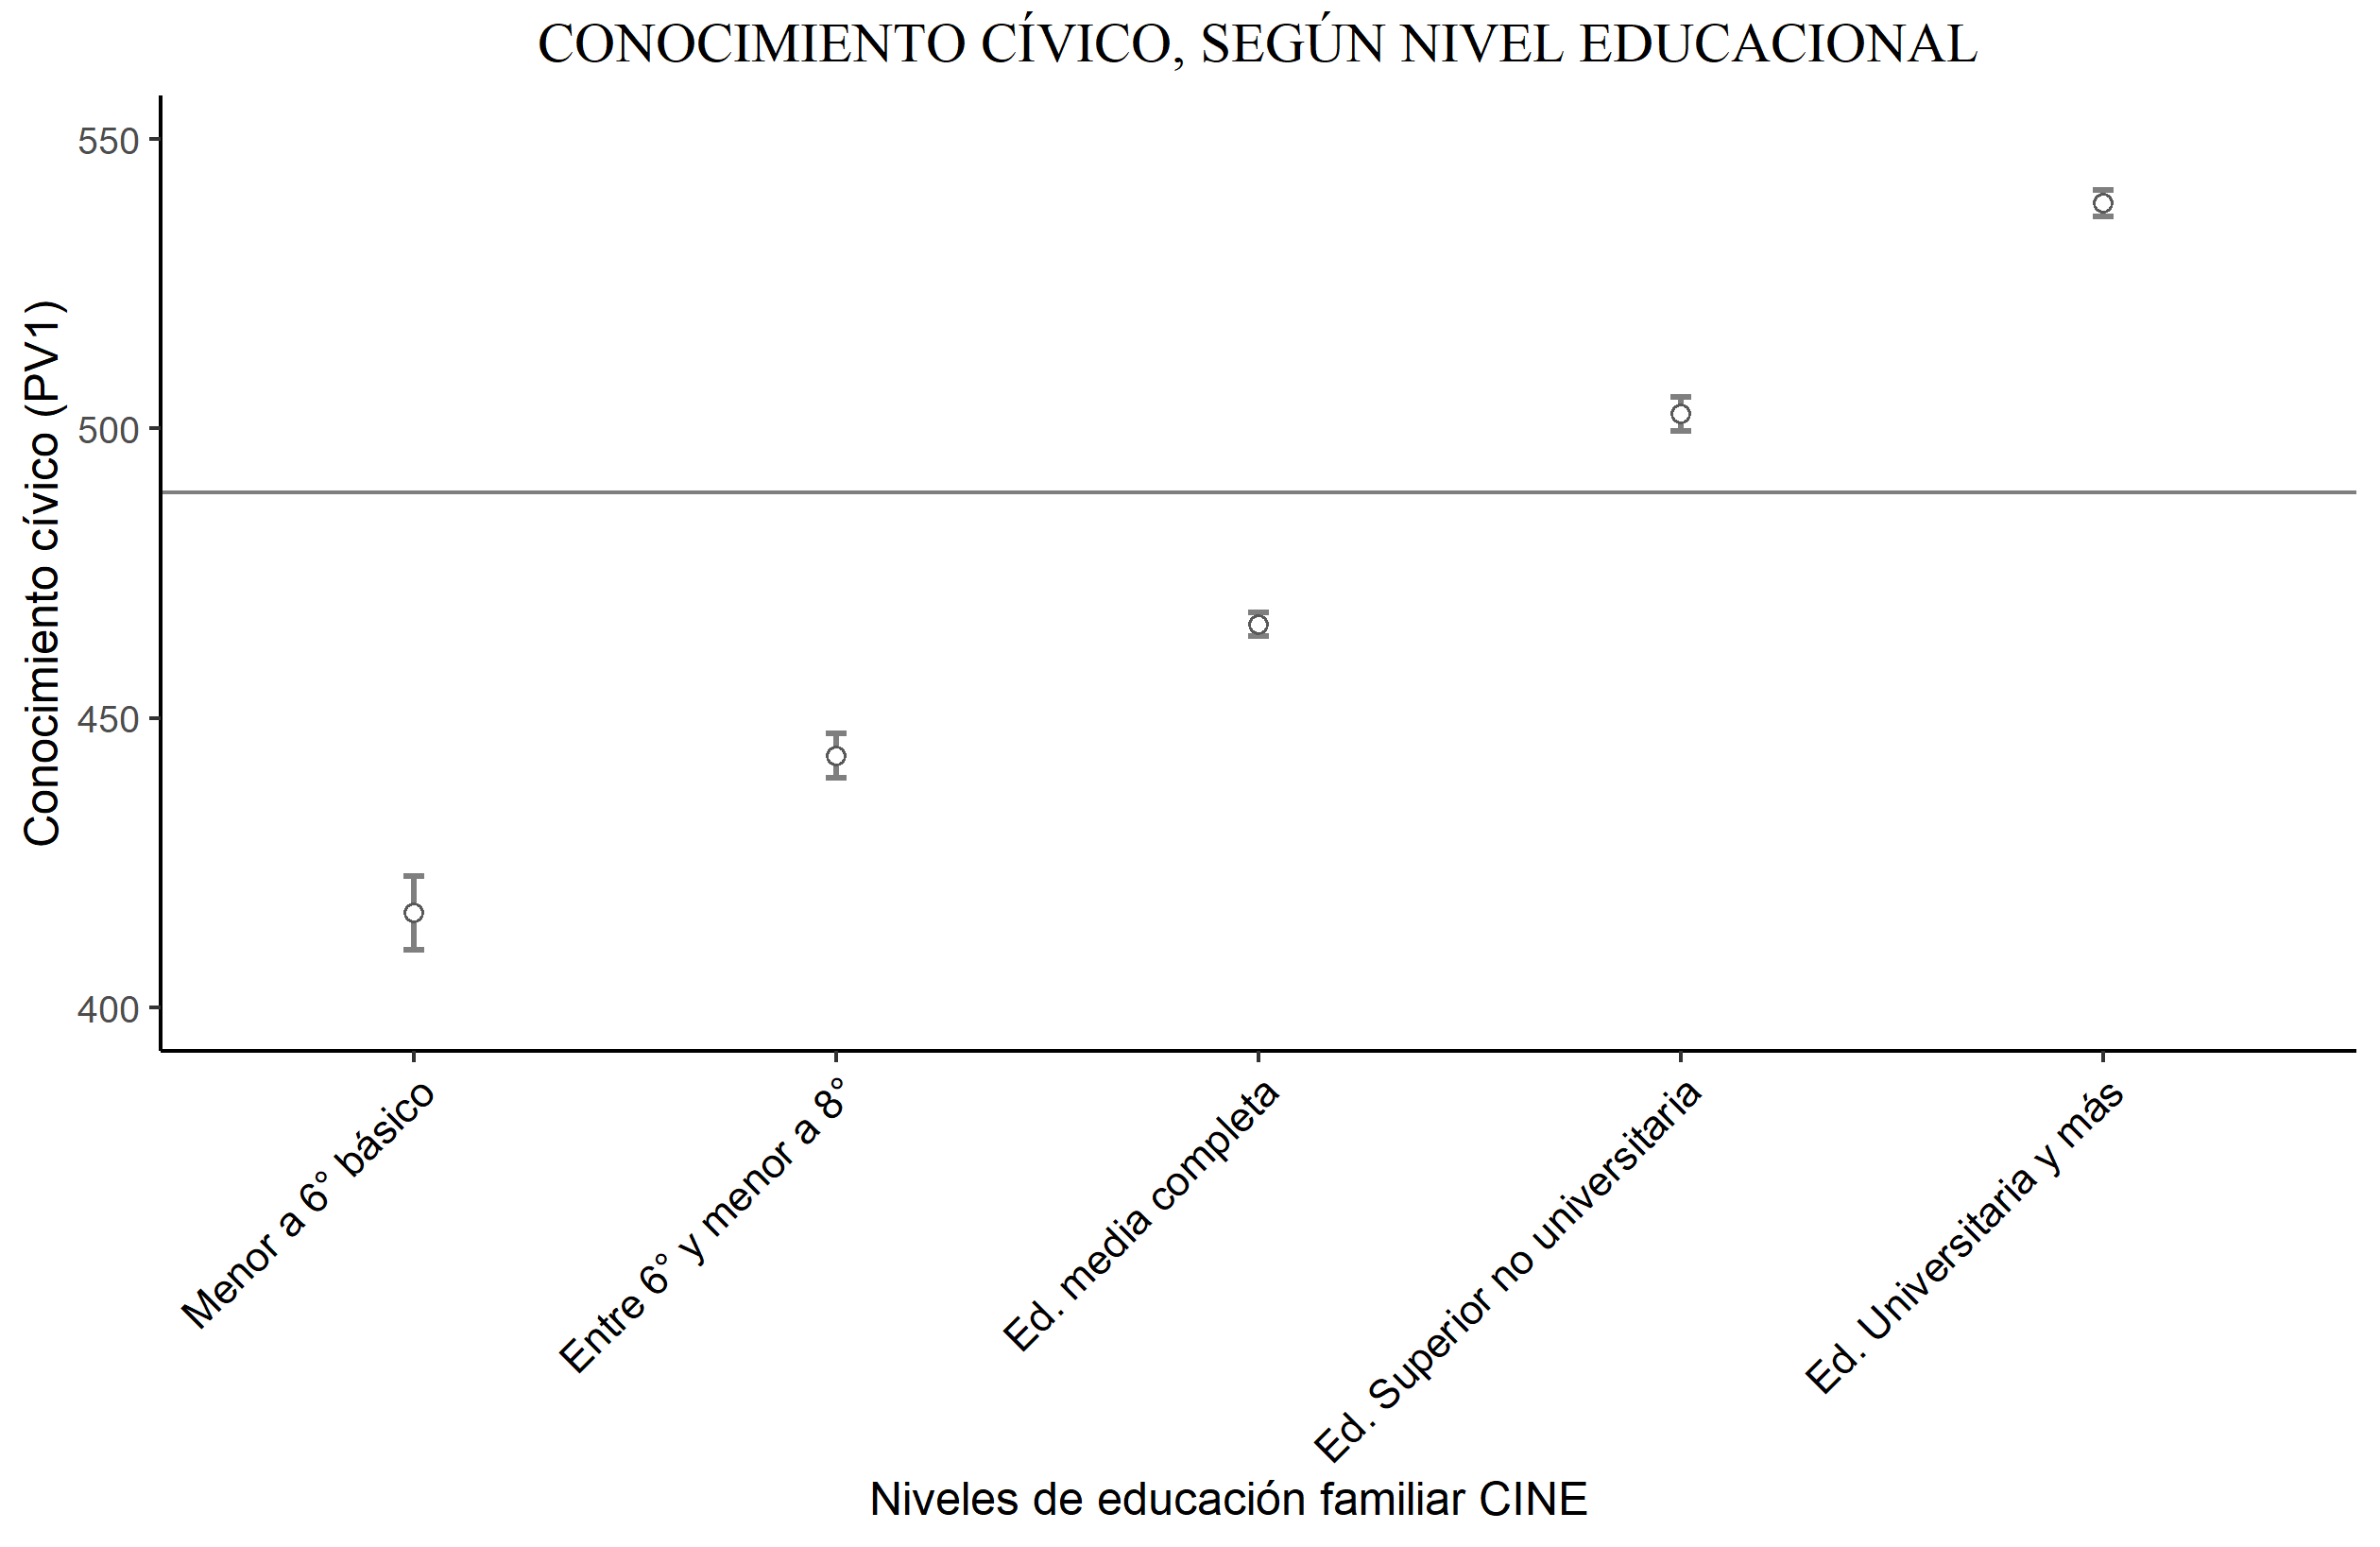 CONOCIMIENTO CÍVICO, SEGÚN NIVEL EDUCACIONAL
Conocimiento cívico (PV1)
550
500
450
400
Menor a 6° básico
Entre 6° y menor a 8°
Ed. media completa
Ed. Superior no universitaria
Ed. Universitaria y más
Niveles de educación familiar CINE